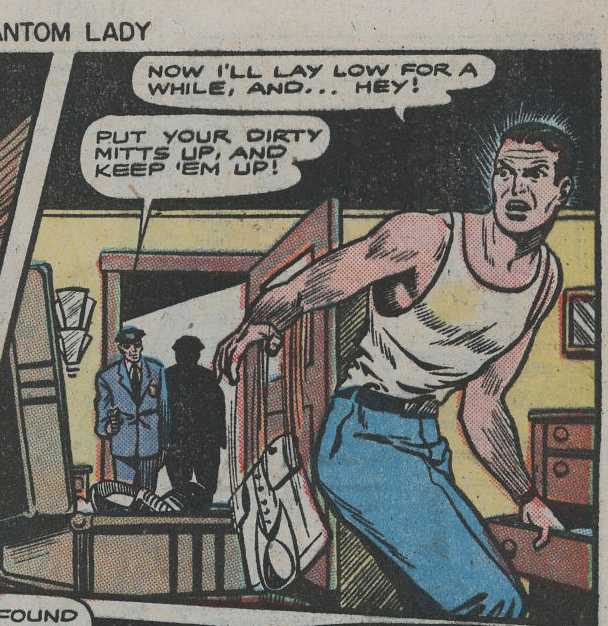 ANTOM LADY
NOW I'LL LAY LOW FOR A
WHILE, AND... HEY!
PUT YOUR DIRTY
MITTS UP, AND
KEEP 'EM UP!
FOUND